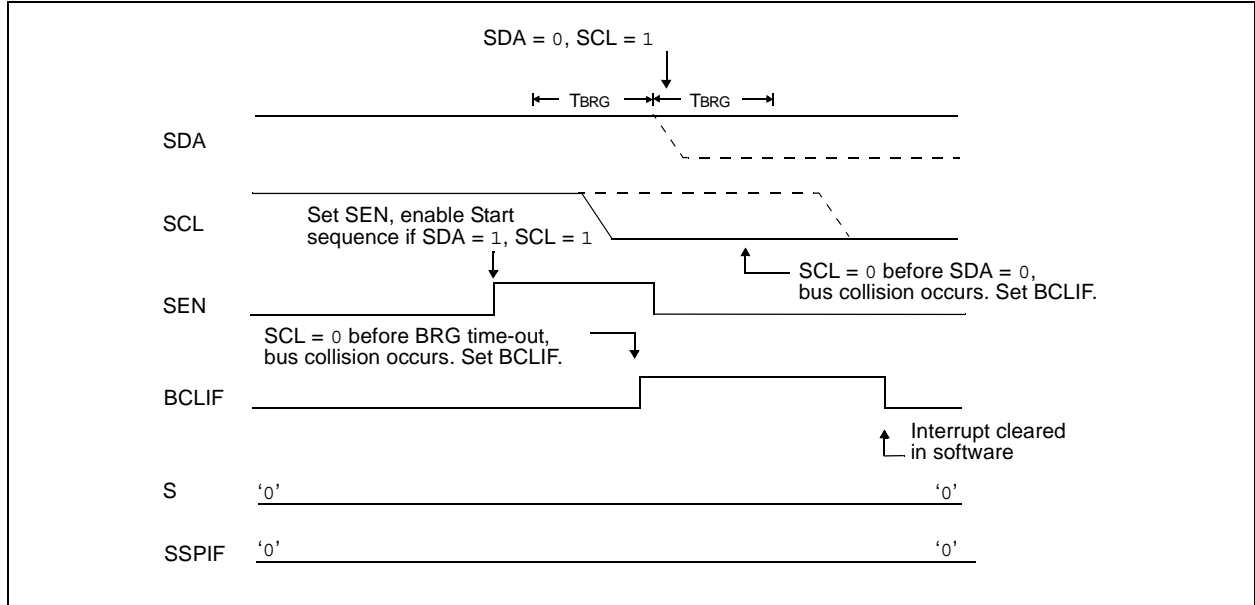 SDA = 0, SCL = 1
TBRG TBRG
SDA
SCL
Set SEN, enable Start
sequence if SDA = 1, SCL = 1
SCL = 0 before SDA = 0,
bus collision occurs. Set BCLIF.
SEN
SCL = 0 before BRG time-out,
bus collision occurs. Set BCLIF.
BCLIF
Interrupt cleared
in software
S ‘0’ ‘0’
SSPIF ‘0’ ‘0’